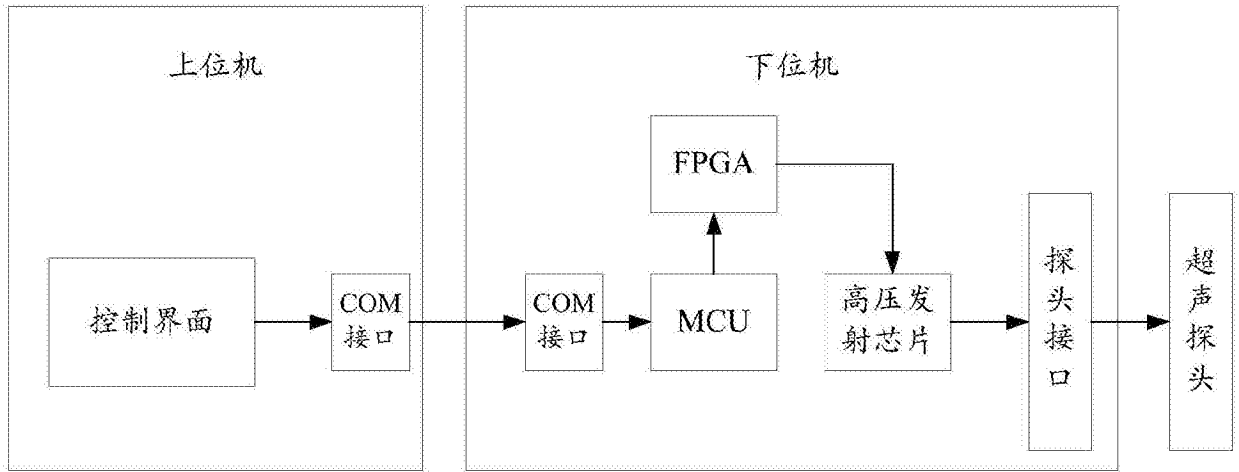 上位机
下位机
FPGA
控制界面
COM
接口
COM
接口
MCU
高压发
射芯片
探
头
接
口
超
声
探
头